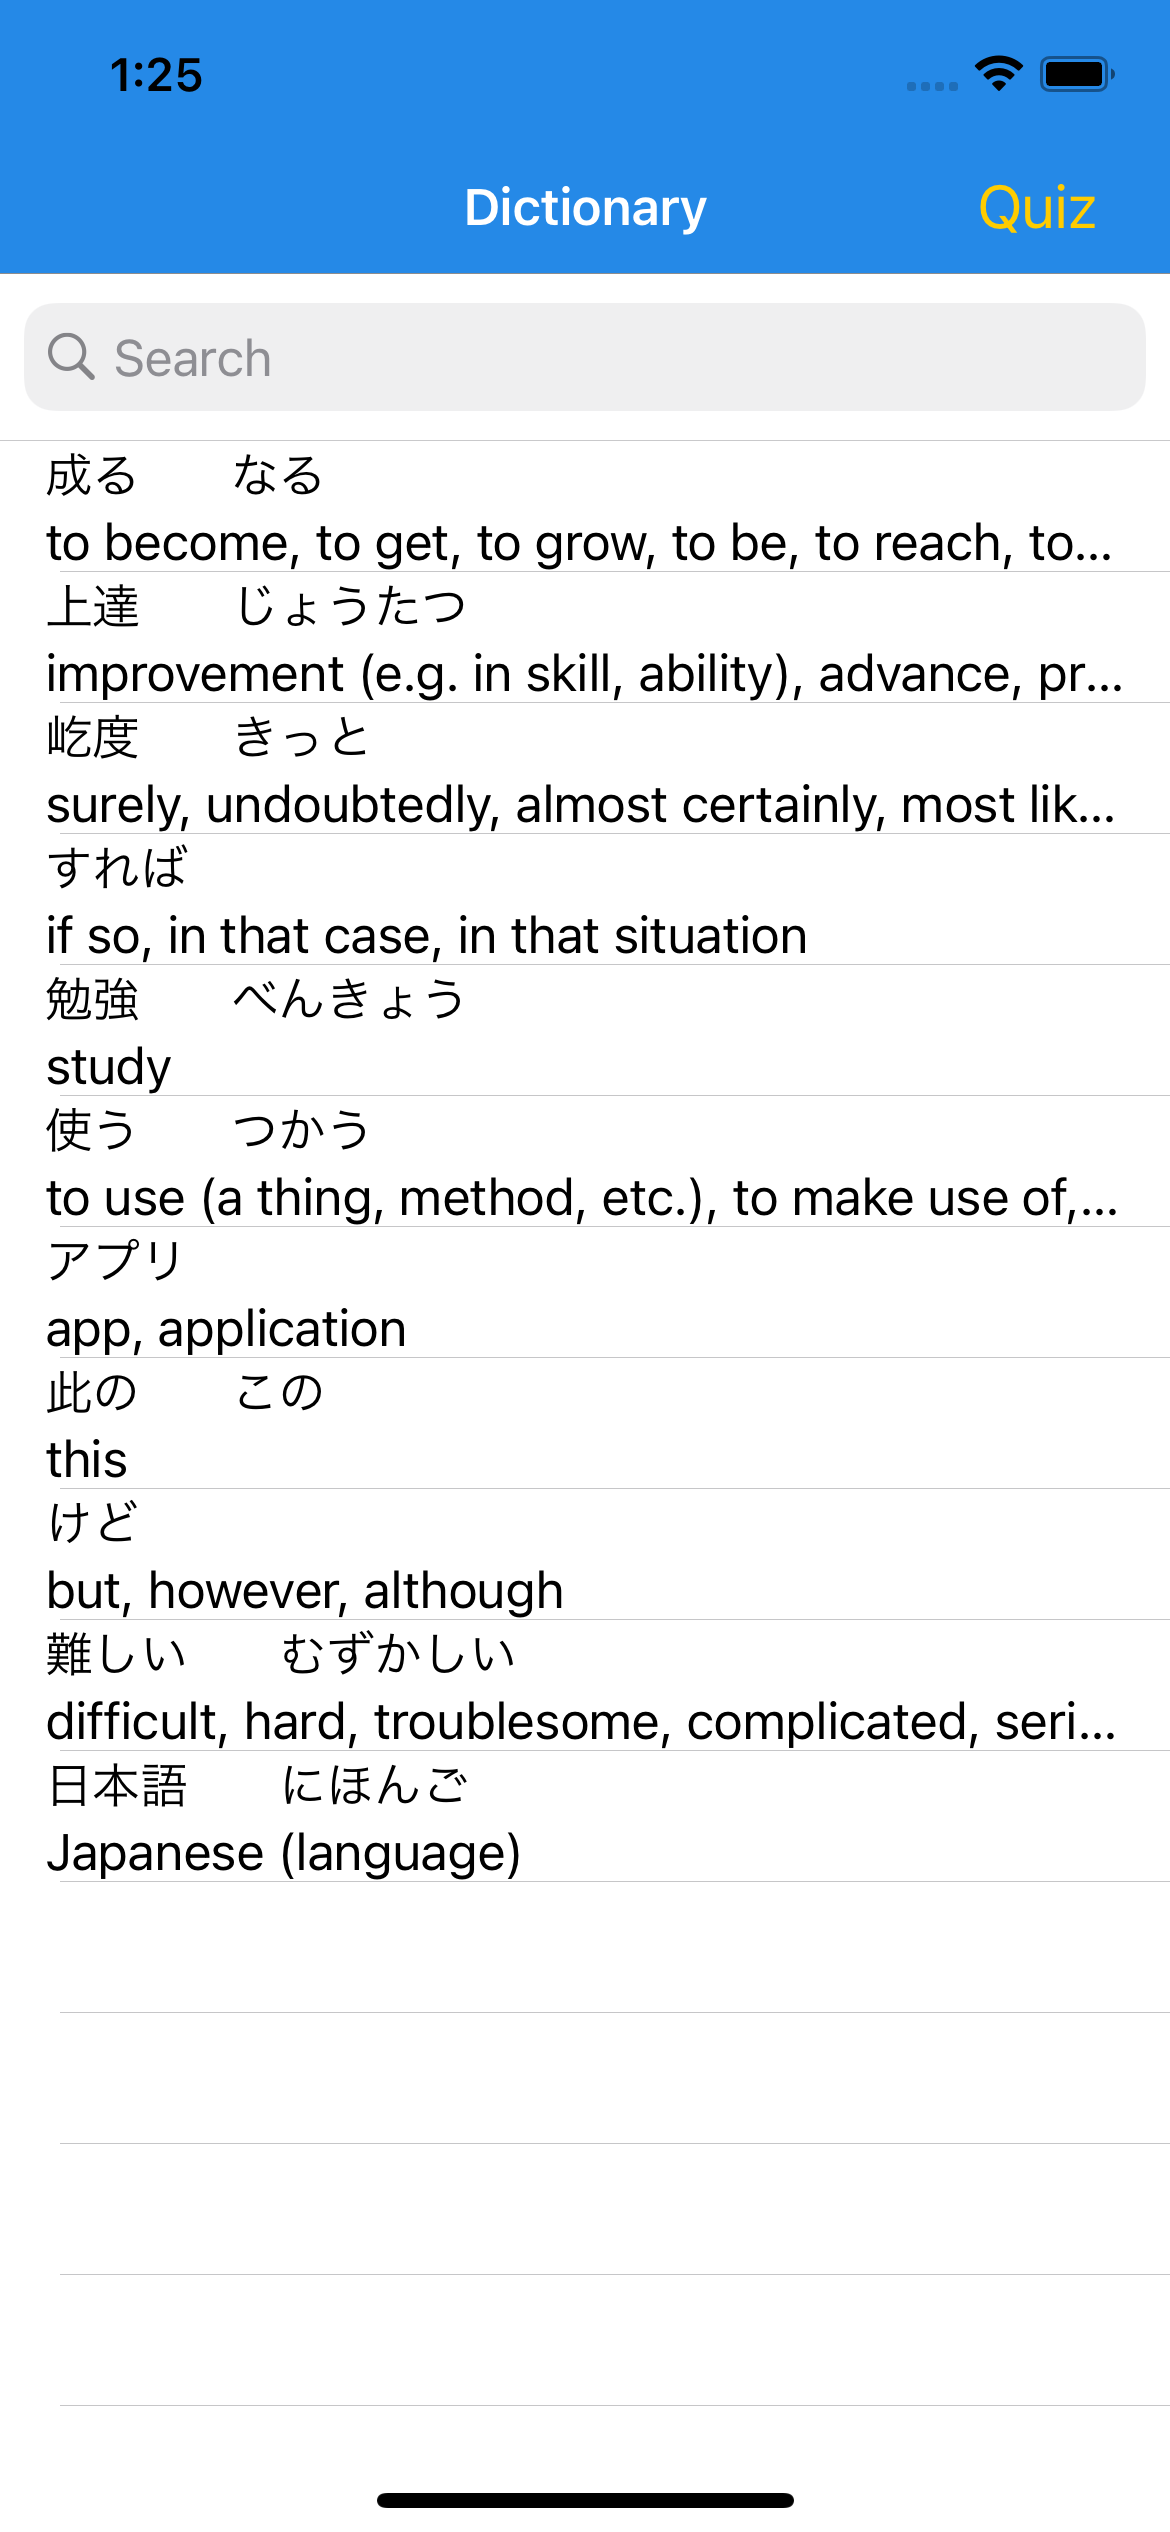 1:25
Dictionary
Quiz
Search
成る　　なる
to become, to get, to grow, to be, to reach, to...
上達　　じょうたつ
improvement (e.g. in skill, ability), advance, pr...
屹度　　きっと
surely, undoubtedly, almost certainly, most lik...
すれば
if so, in that case, in that situation
勉強　　べんきょう
study
使う　　つかう
to use (a thing, method, etc.), to make use of,...
アプリ
app, application
此の　　この
this
けど
but, however, although
難しい　　むずかしい
difficult, hard, troublesome, complicated, seri...
日本語　　にほんご
Japanese (language)